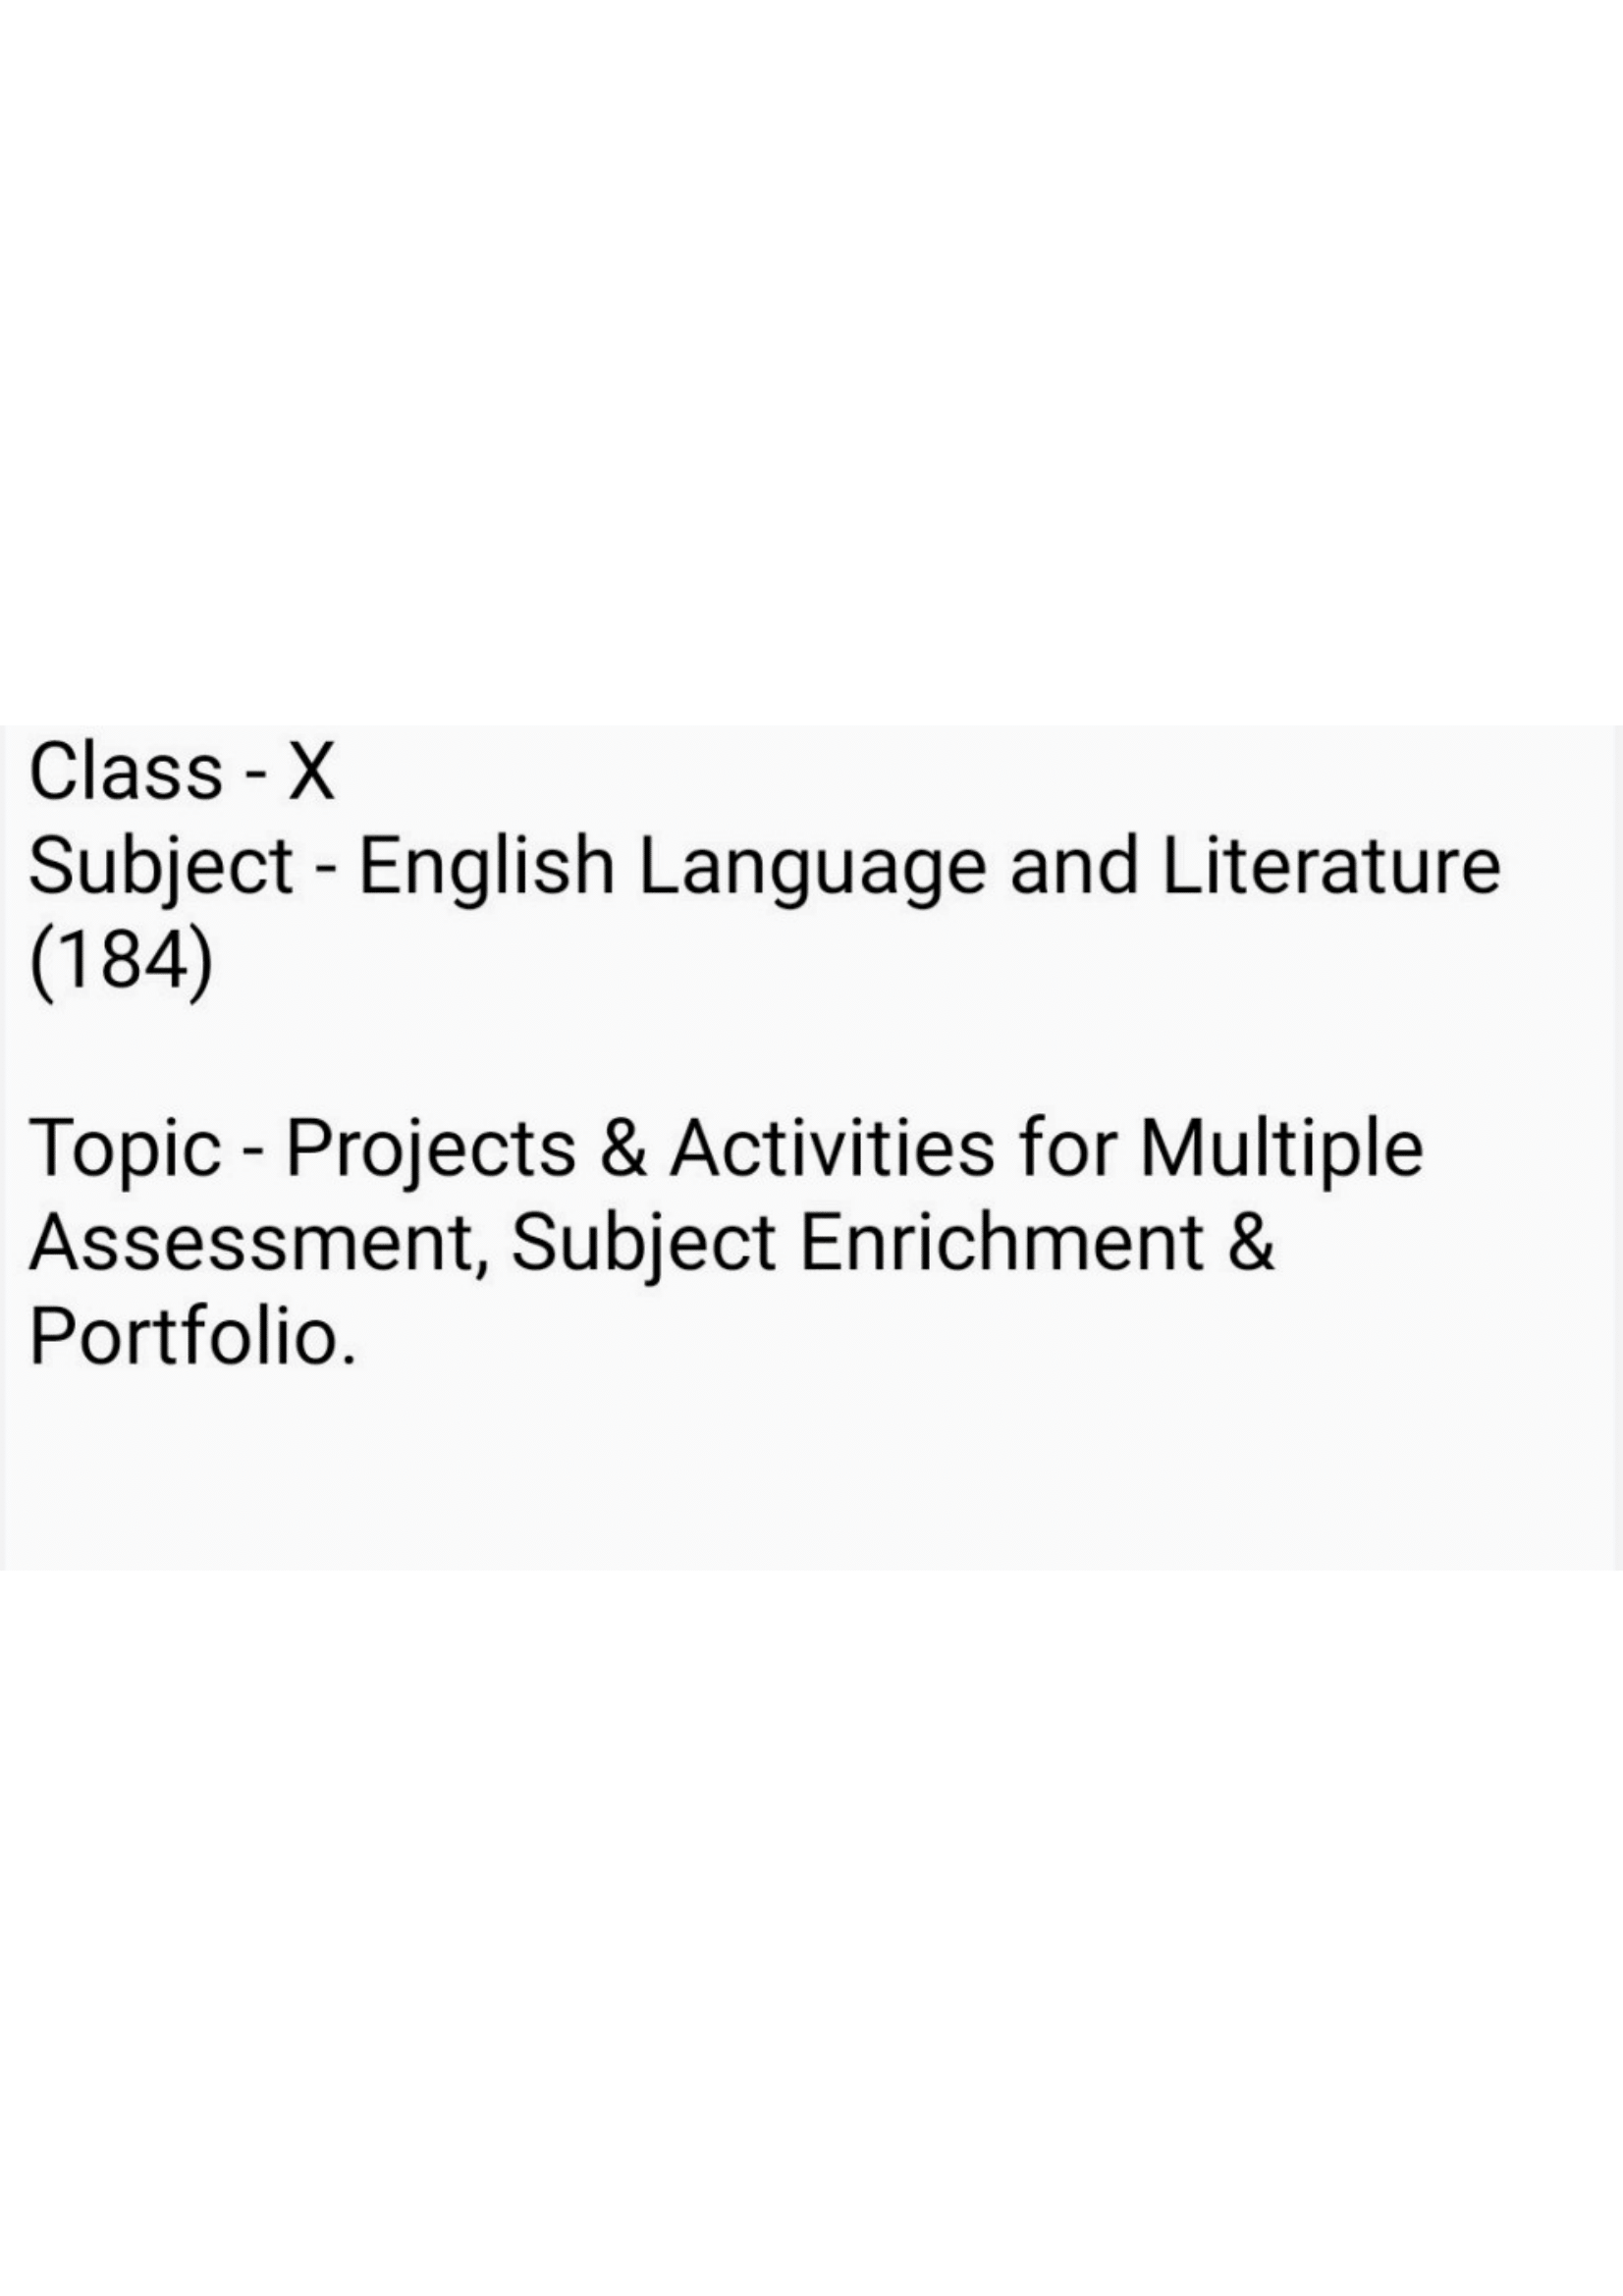 Class - X
Subject - English Language and Literature
(184)
Topic - Projects & Activities for Multiple
Assessment, Subject Enrichment &
Portfolio.